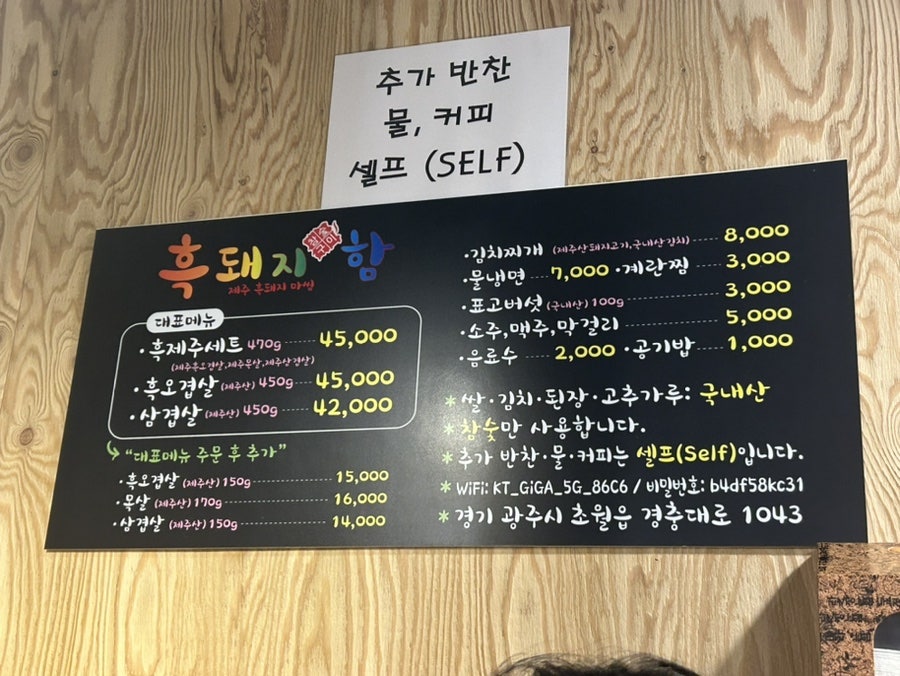 추가 반찬
물, 커피
셀프 (SELF)
흑돼지함
제주 흑돼지 마씸
대표메뉴
·흑제주세트 470g ------ 45,000
(제주흑오겹살,제주목살,제주삼겹살)
·흑오겹살 (제주산) 450g ------ 45,000
·삼겹살 (제주산) 450g ------ 42,000
"대표메뉴 주문 후 추가"
·흑오겹살 (제주산) 150g ------ 15,000
·목살 (제주산) 170g ------ 16,000
·삼겹살 (제주산) 150g ------ 14,000
·김치찌개 (제주산돼지고기,국내산김치) ---- 8,000
·물냉면 --- 7,000 ·계란찜 ---- 3,000
·표고버섯 (국내산) 100g ------ 3,000
·소주,맥주,막걸리 ------ 5,000
·음료수 ---- 2,000 ·공기밥 --- 1,000
* 쌀·김치·된장·고추가루: 국내산
* 참숯만 사용합니다.
* 추가 반찬·물·커피는 셀프(Self)입니다.
* WiFi: KT_GiGA_5G_86C6 / 비밀번호: b4df58kc31
* 경기 광주시 초월읍 경충대로 1043